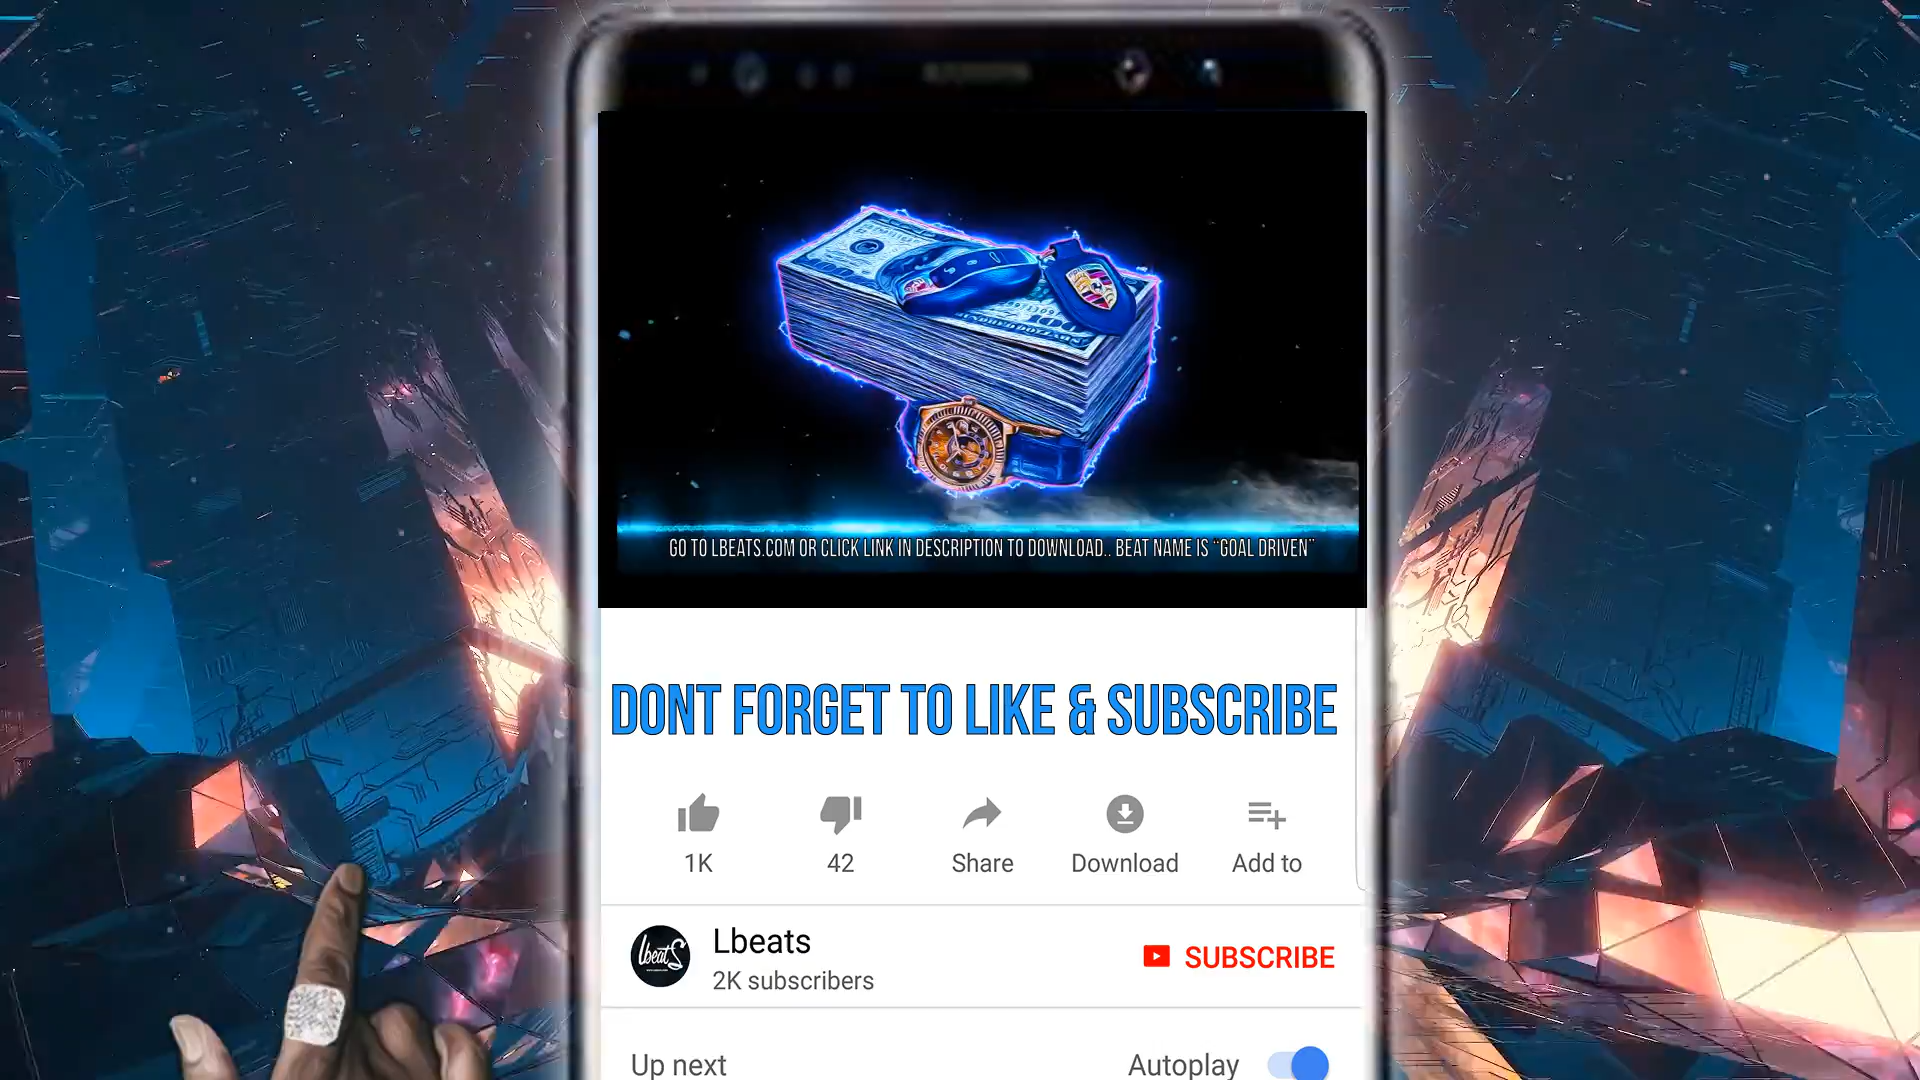 GO TO LBEATS.COM OR CLICK LINK IN DESCRIPTION TO DOWNLOAD.. BEAT NAME IS "GOAL DRIVEN"
DONT FORGET TO LIKE & SUBSCRIBE
1K
42
Share
Download
Add to
lbeatS
Lbeats
2K subscribers
SUBSCRIBE
Up next
Autoplay